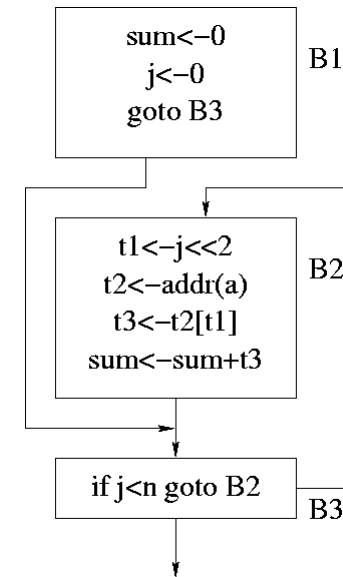 sum<–0
j<–0
goto B3
B1
t1<–j<<2
t2<–addr(a)
t3<–t2[t1]
sum<–sum+t3
B2
if j<n goto B2
B3